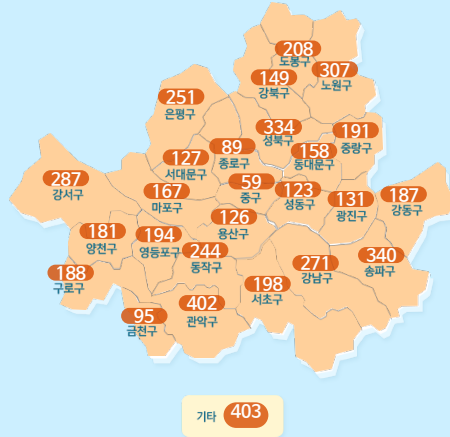 208
도봉구
307
노원구
149
강북구
251
은평구
334
성북구
191
중랑구
89
종로구
158
동대문구
127
서대문구
59
중구
123
성동구
287
강서구
167
마포구
131
광진구
187
강동구
126
용산구
181
양천구
194
영등포구
244
동작구
340
송파구
271
강남구
188
구로구
198
서초구
402
관악구
95
금천구
기타 403